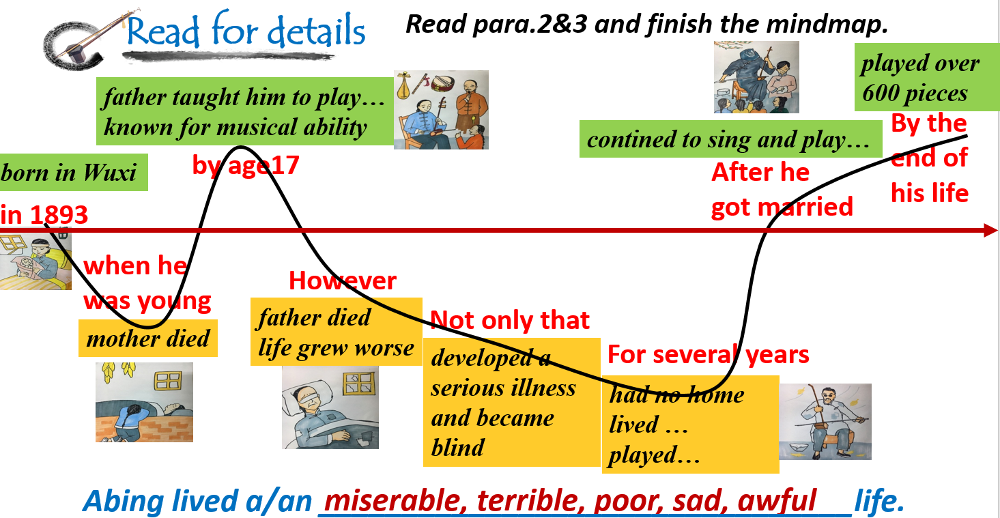 Read for details
Read para.2&3 and finish the mindmap.
born in Wuxi
in 1893
when he
was young
mother died
father taught him to play…
known for musical ability
by age17
However
father died
life grew worse
Not only that
developed a
serious illness
and became
blind
For several years
had no home
lived …
played…
contined to sing and play…
After he
got married
played over
600 pieces
By the
end of
his life
Abing lived a/an miserable, terrible, poor, sad, awful life.